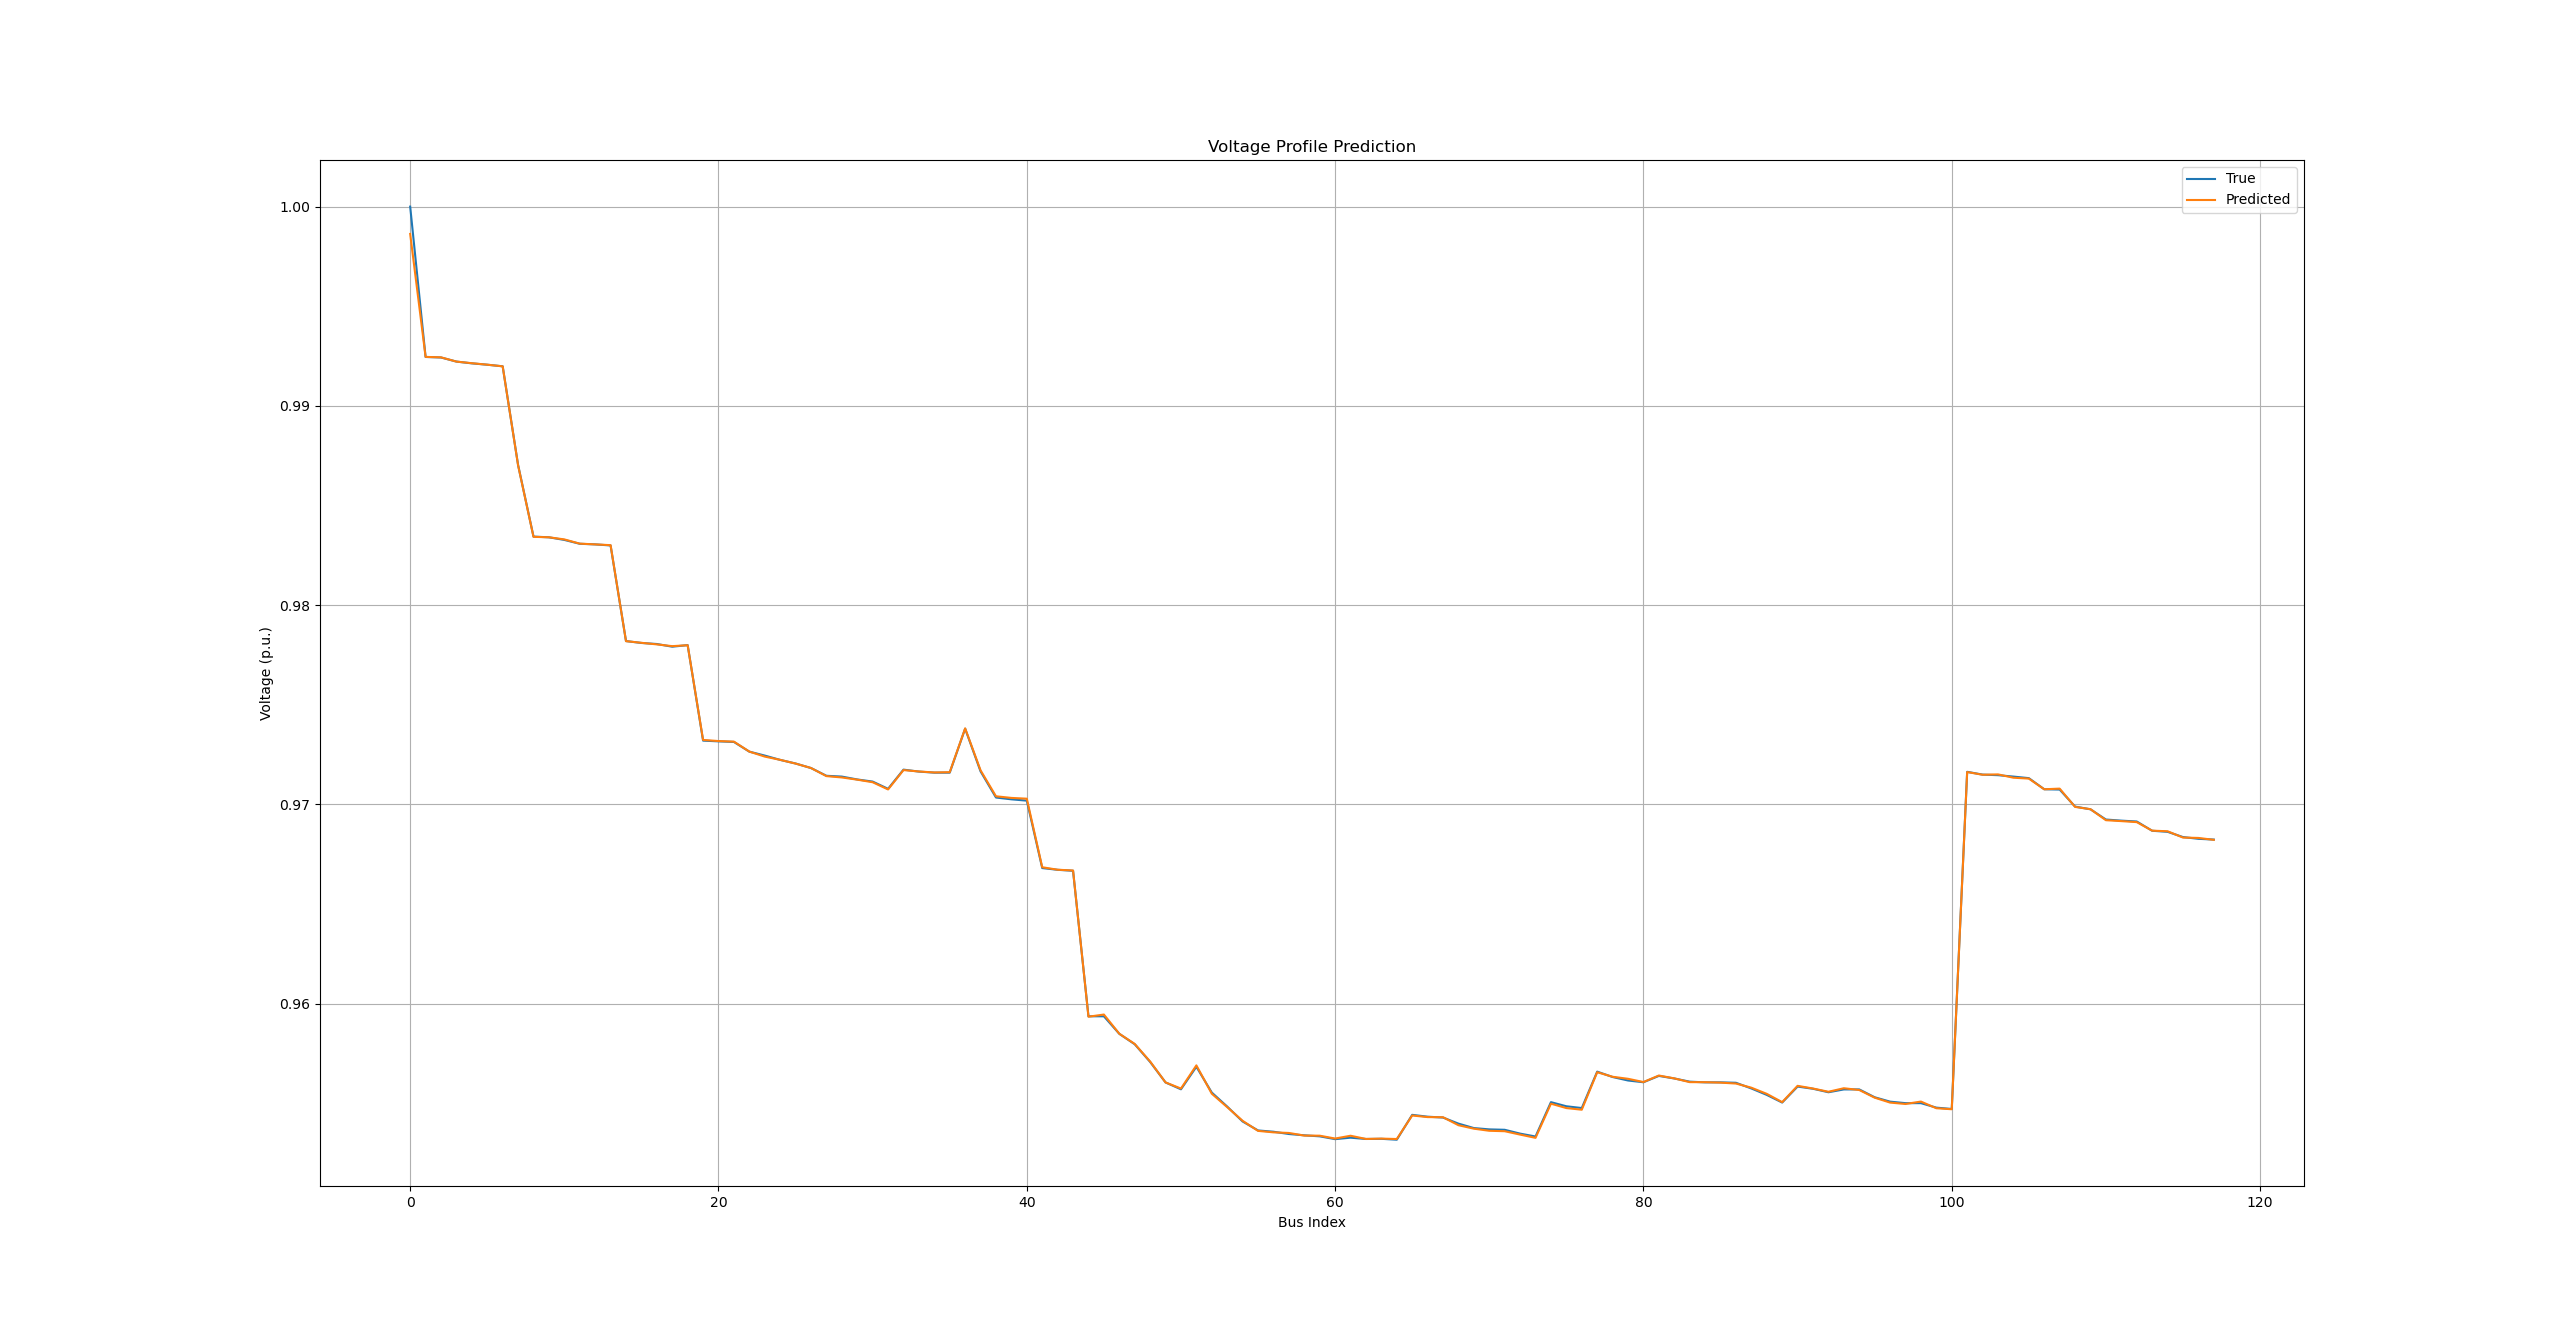 Voltage Profile Prediction
True
Predicted
1.00
0.99
0.98
0.97
0.96
Voltage (p.u.)
0 20 40 60 80 100 120
Bus Index